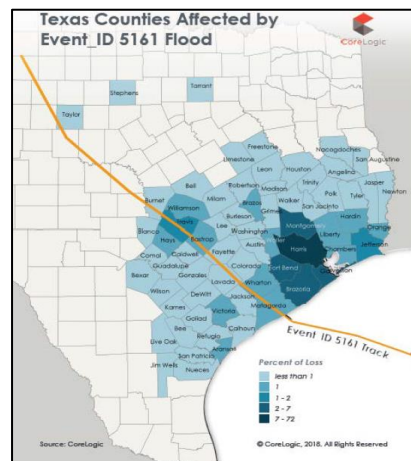 Texas Counties Affected by
Event_ID 5161 Flood
CoreLogic
Stephens
Tarrant
Taylor
Freestone
Limestone
Nacogdoches
San Augustine
Bell
Leon
Houston
Angelina
Burnet
Milam
Robertson
Madison
Trinity
Jasper
Newton
Williamson
Brazos
Walker
Polk
Tyler
Travis
Burleson
Grimes
San Jacinto
Blanco
Lee
Hardin
Hays
Bastrop
Washington
Montgomery
Liberty
Orange
Comal
Caldwell
Fayette
Austin
Waller
Harris
Chambers
Jefferson
Guadalupe
Colorado
Fort Bend
Galveston
Bexar
Gonzales
Lavaca
Wharton
Brazoria
Wilson
DeWitt
Jackson
Matagorda
Karnes
Victoria
Goliad
Calhoun
Bee
Refugio
Live Oak
Aransas
San Patricio
Jim Wells
Nueces
Event_ID 5161 Track
Percent of Loss
less than 1
1
1 - 2
2 - 7
7 - 72
Source: CoreLogic
© CoreLogic, 2018. All Rights Reserved